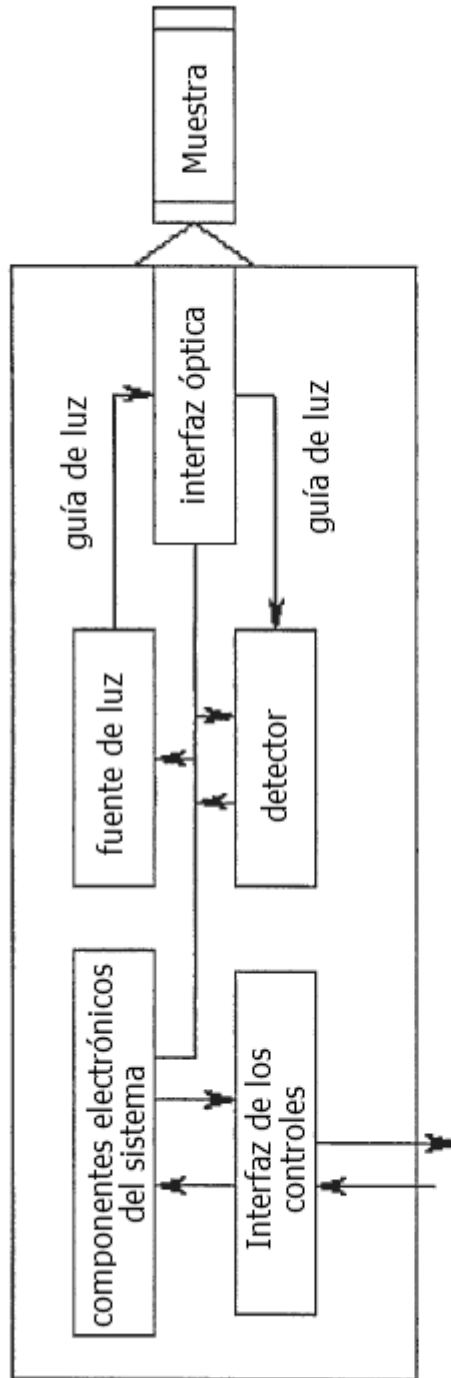 componentes electrónicos
del sistema
fuente de luz
guía de luz
Interfaz de los
controles
detector
guía de luz
interfaz óptica
Muestra